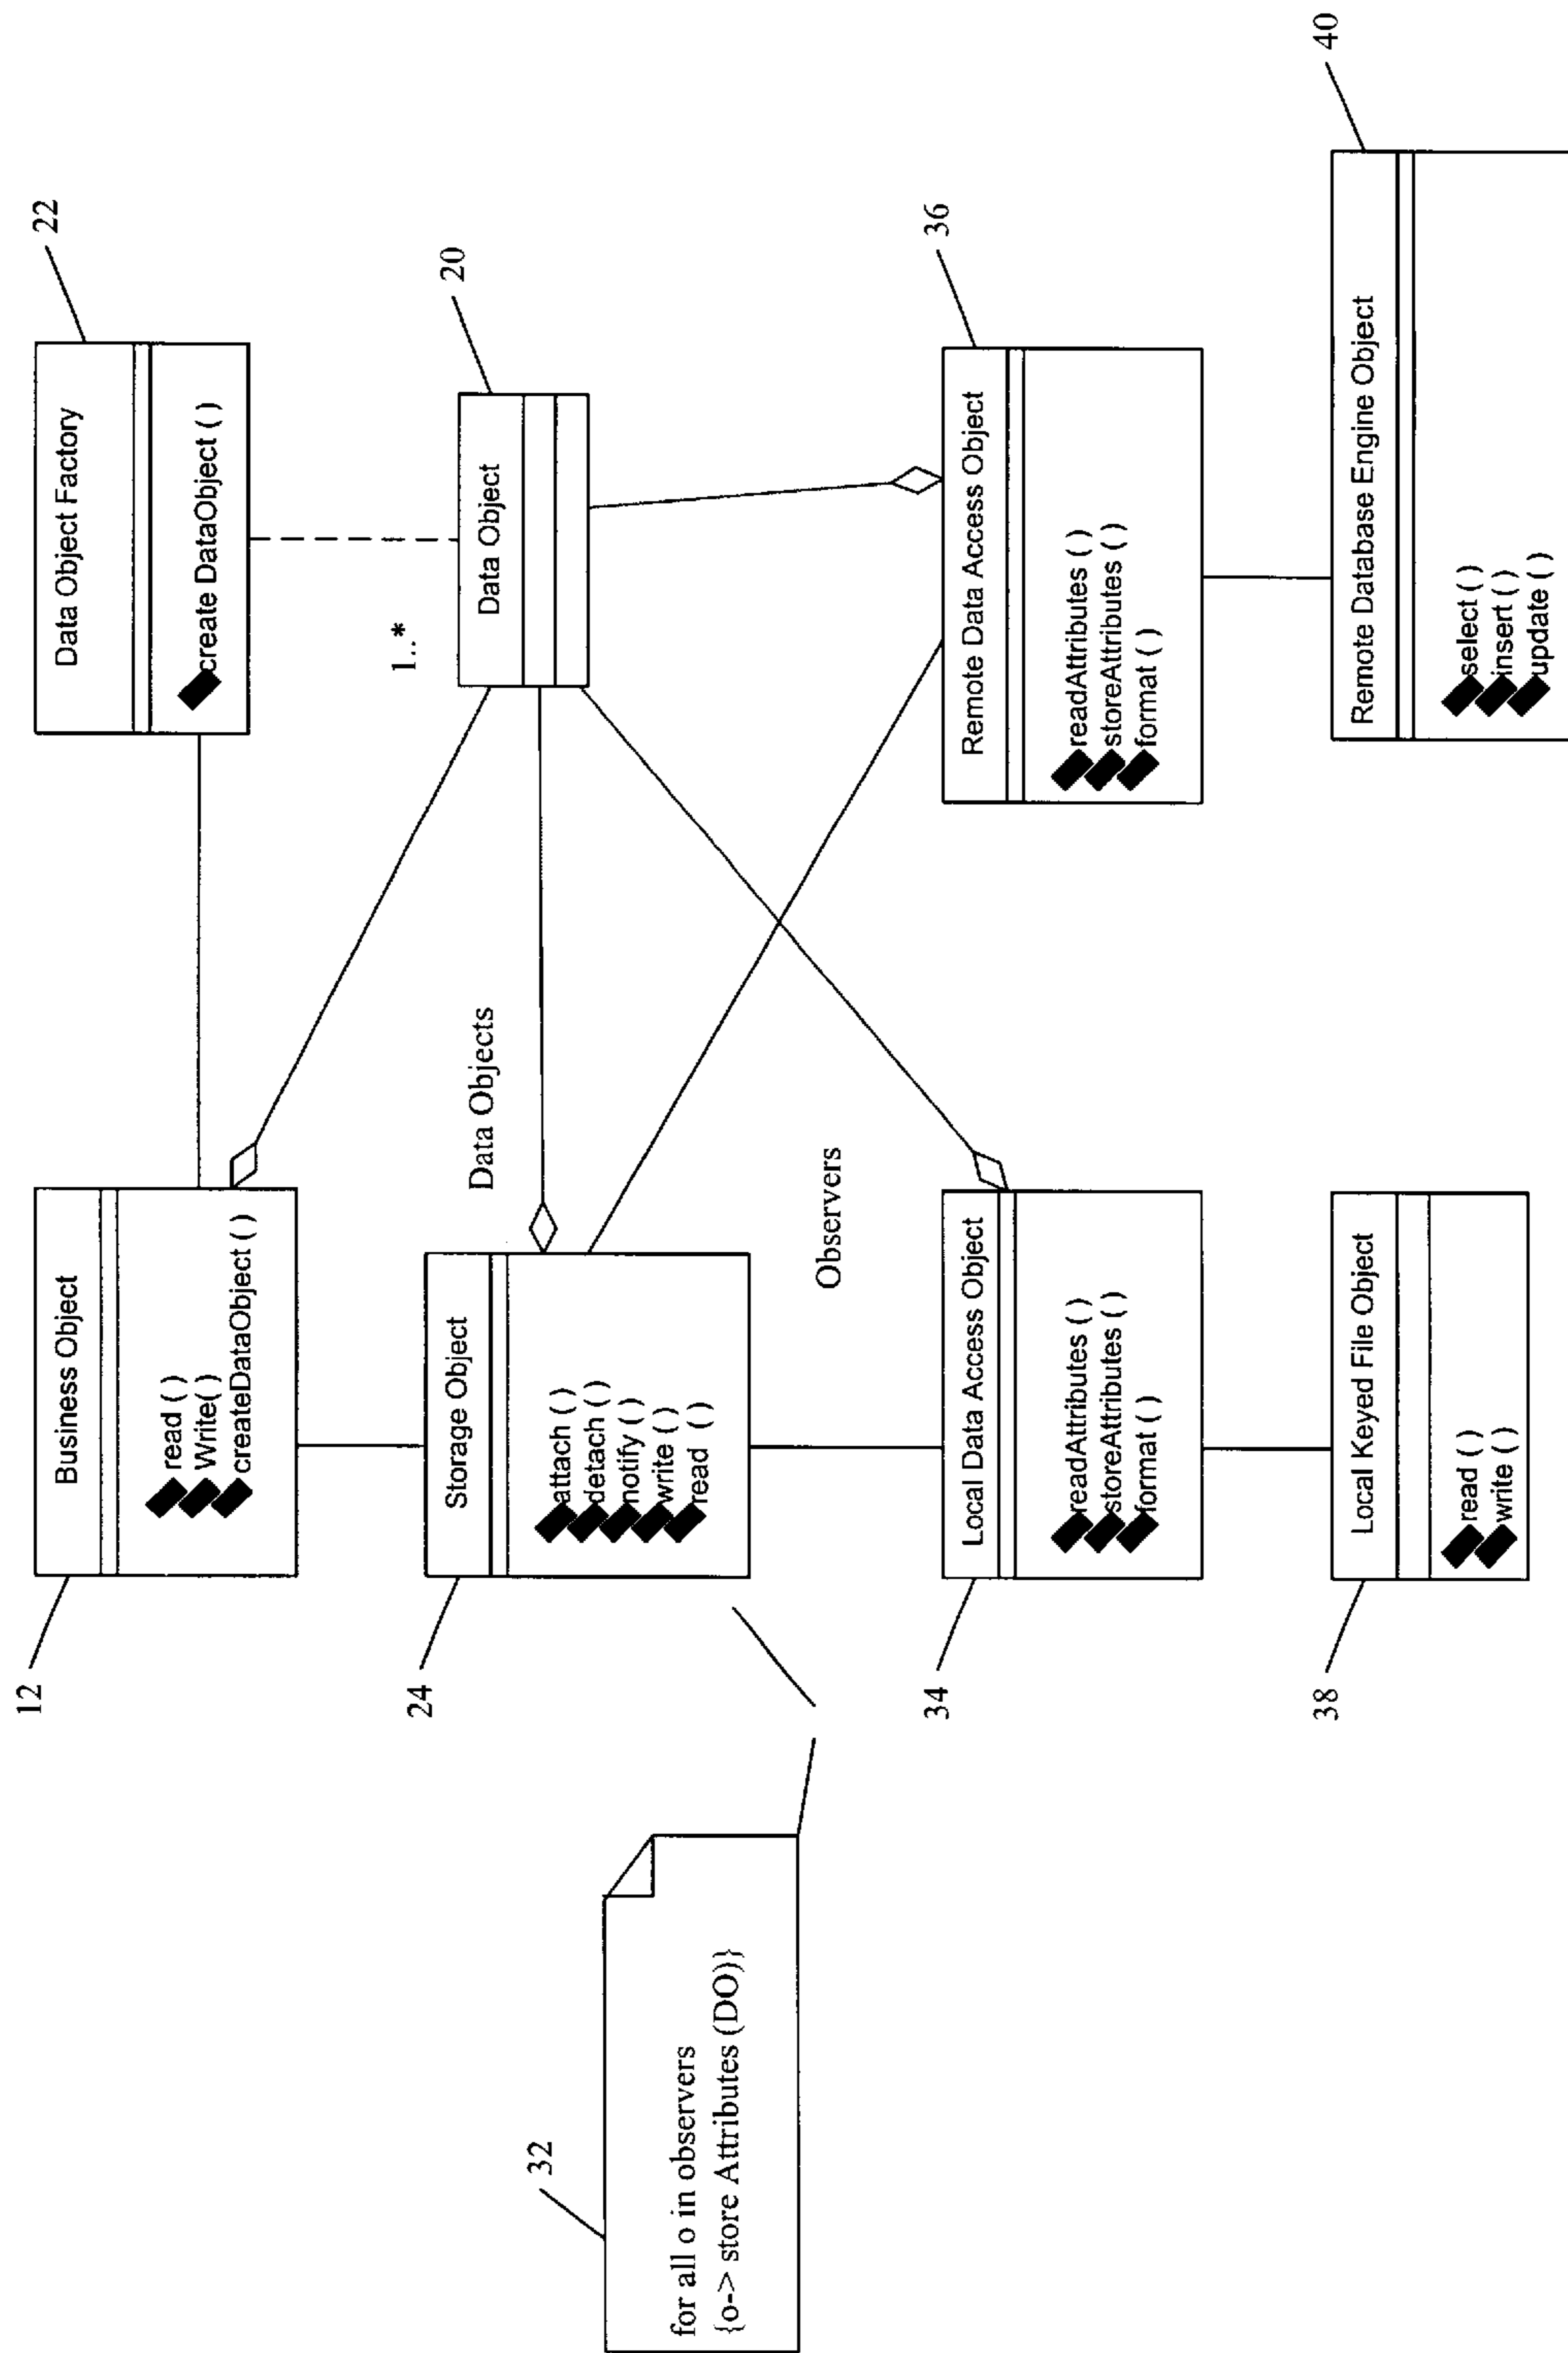 12
Business Object
read ( )
Write( )
createDataObject ( )
22
Data Object Factory
create DataObject ( )
24
Storage Object
attach ( )
detach ( )
notify ( )
write ( )
read ( )
Data Objects
1..*
20
Data Object
32
for all o in observers
{o-> store Attributes (DO)}
Observers
34
Local Data Access Object
readAttributes ( )
storeAttributes ( )
format ( )
36
Remote Data Access Object
readAttributes ( )
storeAttributes ( )
format ( )
38
Local Keyed File Object
read ( )
write ( )
40
Remote Database Engine Object
select ( )
insert ( )
update ( )